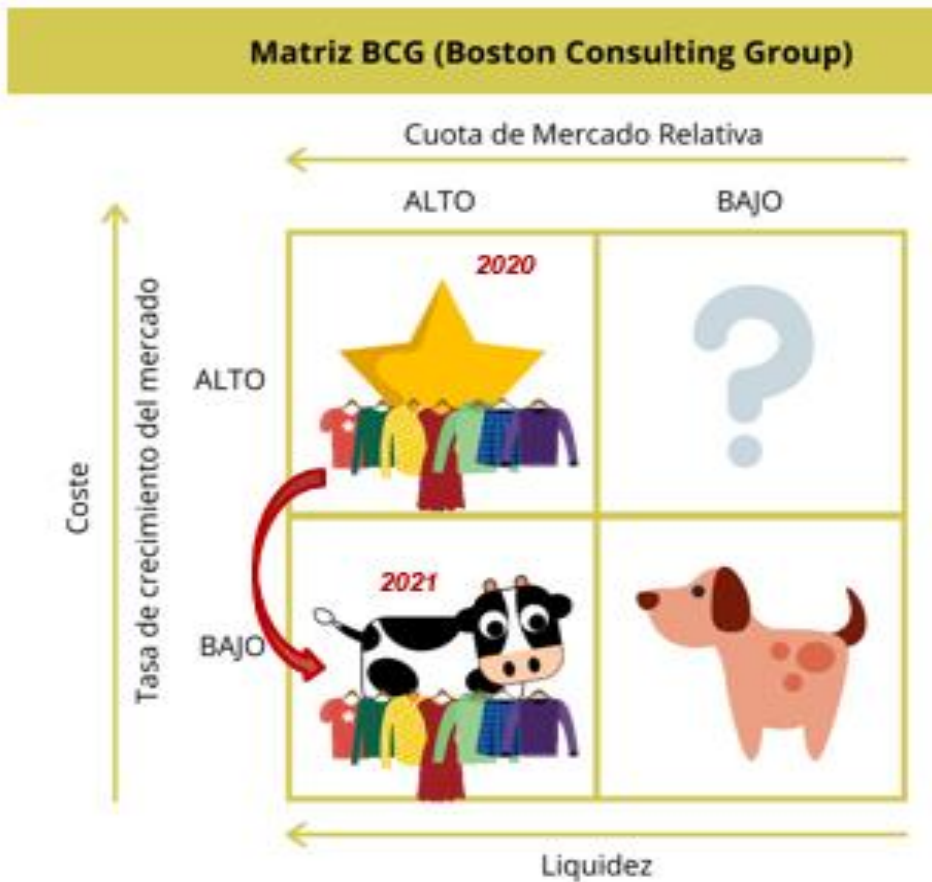 Matriz BCG (Boston Consulting Group)
Cuota de Mercado Relativa
ALTO
BAJO
2020
ALTO
Tasa de crecimiento del mercado
Coste
2021
BAJO
Liquidez